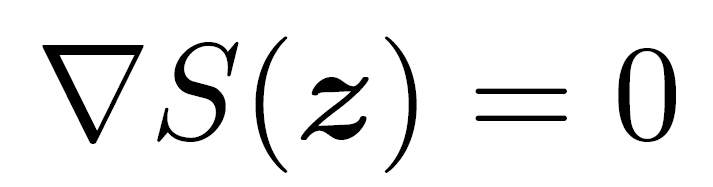 ∇S(𝒛) = 0